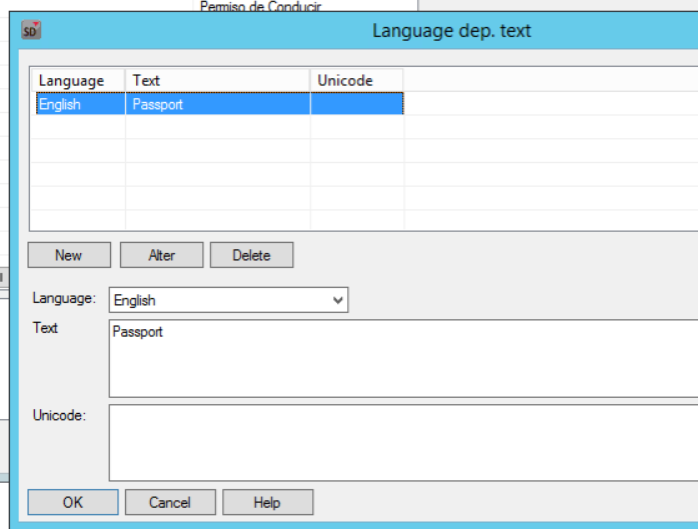 Permiso de Conducir
SD
Language dep. text
Language Text Unicode
English Passport
New Alter Delete
Language: English
Text Passport
Unicode:
OK Cancel Help